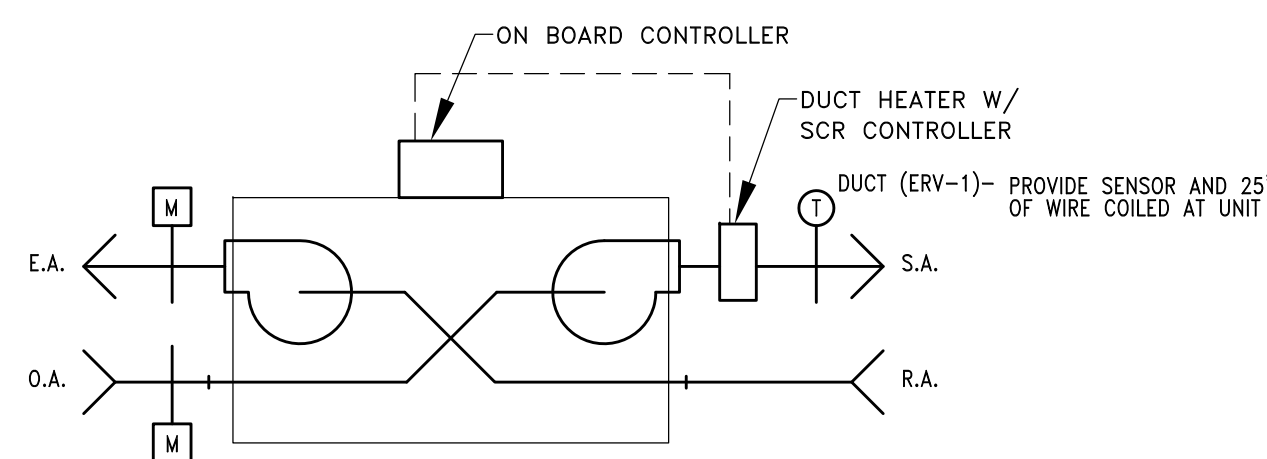 ON BOARD CONTROLLER
DUCT HEATER W/
SCR CONTROLLER
DUCT (ERV-1)- PROVIDE SENSOR AND 25'
OF WIRE COILED AT UNIT
M
T
E.A.
S.A.
O.A.
R.A.
M